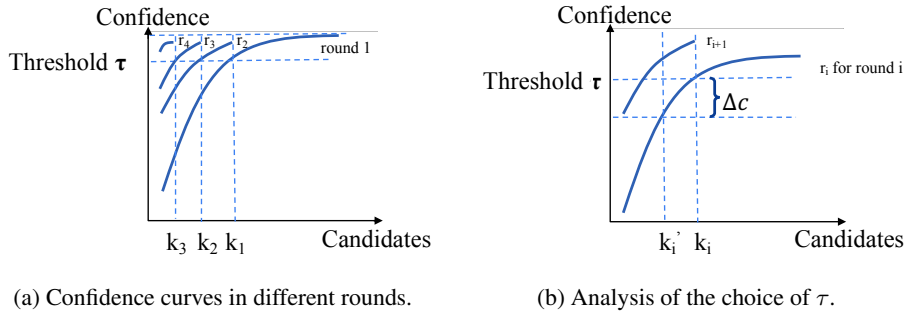 Confidence
r₄ r₃ r₂
round 1
Threshold τ
k₃ k₂ k₁
Candidates
(a) Confidence curves in different rounds.
Confidence
rᵢ₊₁
rᵢ for round i
Threshold τ
Δc
kᵢ’ kᵢ
Candidates
(b) Analysis of the choice of τ.